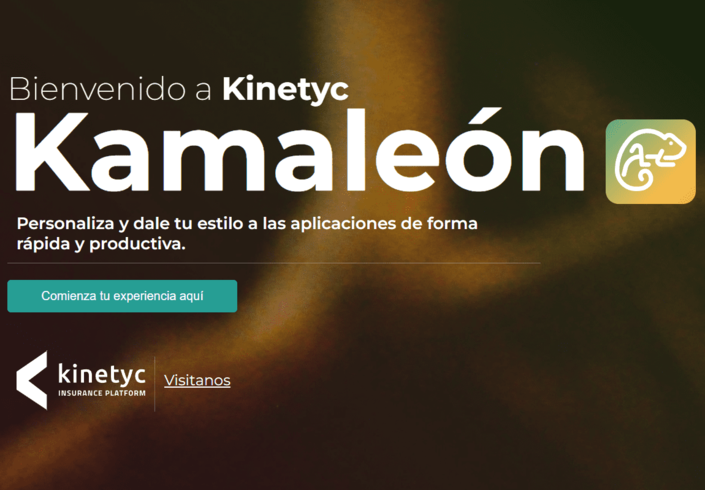 Bienvenido a Kinetyc
Kamaleón
Personaliza y dale tu estilo a las aplicaciones de forma
rápida y productiva.
Comienza tu experiencia aquí
kinetyc
INSURANCE PLATFORM
Visitanos